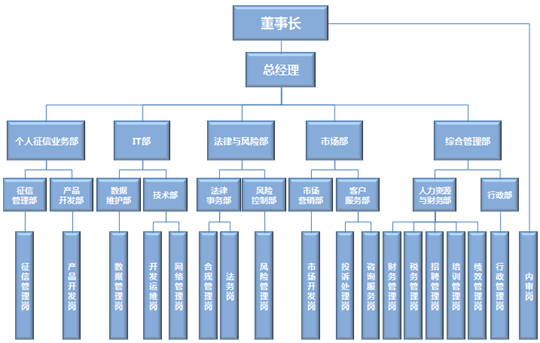 董事长
总经理
个人征信业务部
IT部
法律与风险部
市场部
综合管理部
征信
管理部
产品
开发部
数据
维护部
技术部
法律
事务部
风险
控制部
市场
营销部
客户
服务部
人力资源
与财务部
行政部
征信管理岗
产品开发岗
数据管理岗
开发运维岗
网络管理岗
合规管理岗
法务岗
风险管理岗
市场开发岗
投诉处理岗
咨询服务岗
财务管理岗
税务管理岗
招聘管理岗
培训管理岗
绩效管理岗
行政管理岗
内审岗